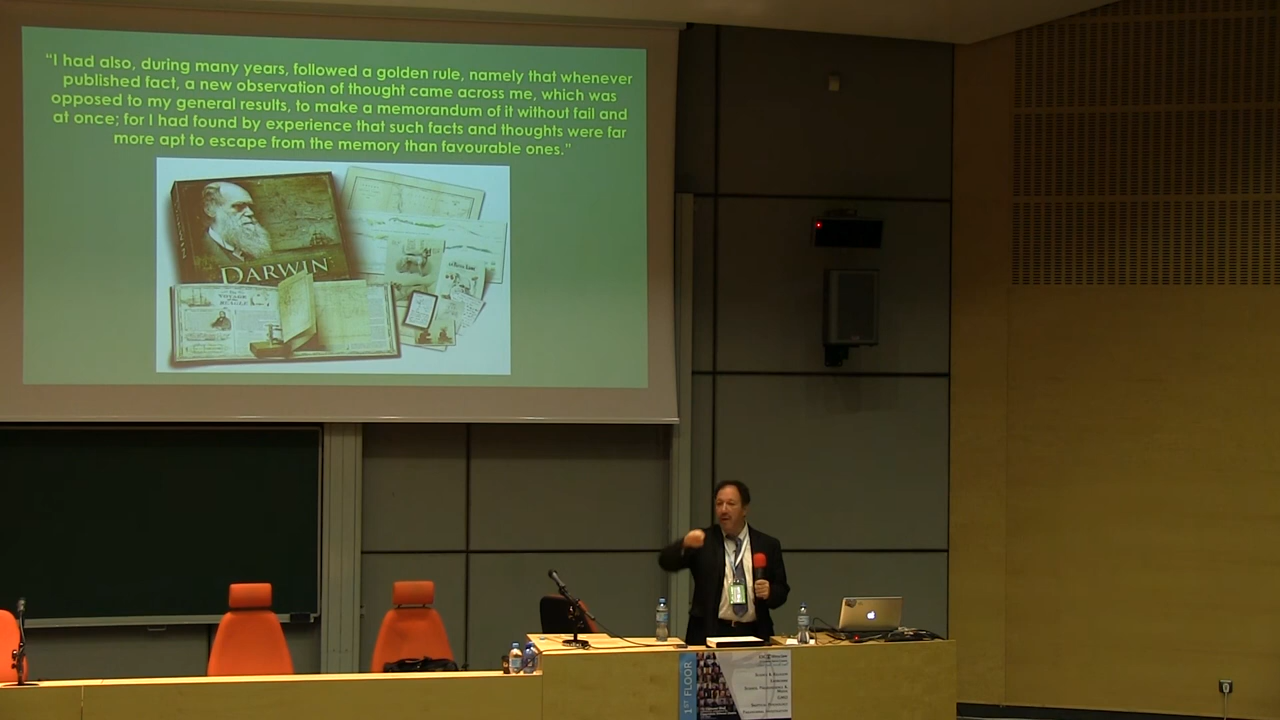 “I had also, during many years, followed a golden rule, namely that whenever
published fact, a new observation of thought came across me, which was
opposed to my general results, to make a memorandum of it without fail and
at once; for I had found by experience that such facts and thoughts were far
more apt to escape from the memory than favourable ones.”
DARWIN
VOYAGE
BEAGLE
1ST FLOOR